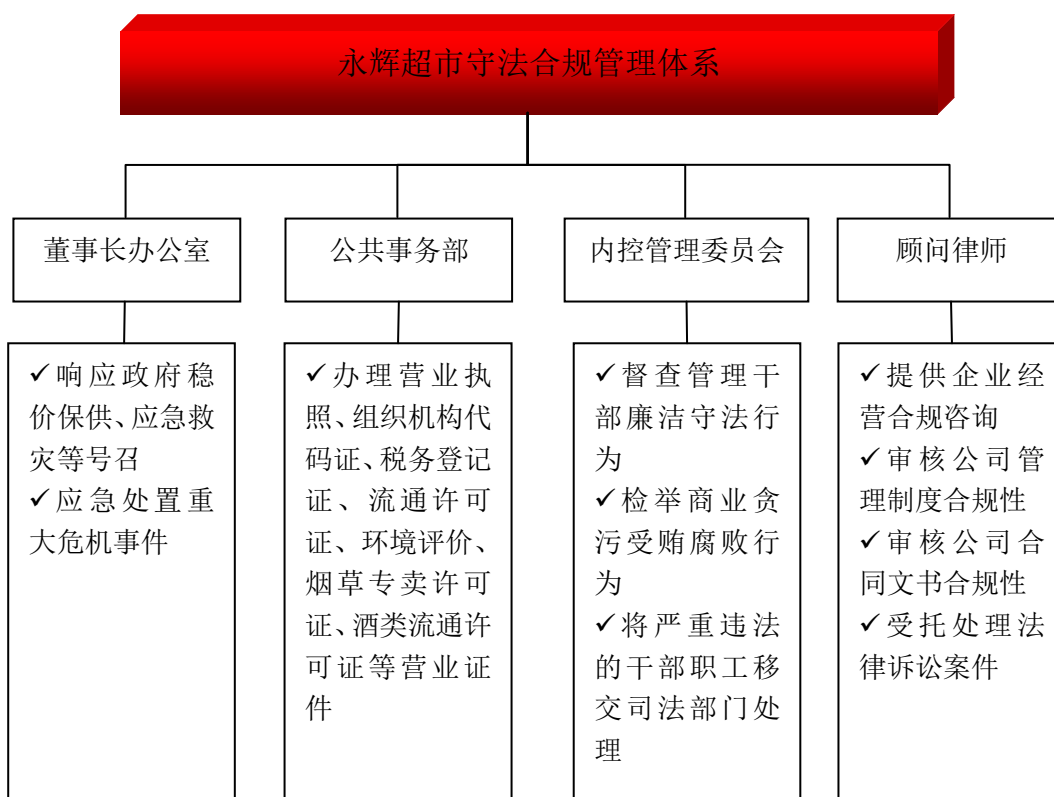 永辉超市守法合规管理体系
董事长办公室
公共事务部
内控管理委员会
顾问律师
✓响应政府稳
价保供、应急救
灾等号召
✓应急处置重
大危机事件
✓办理营业执
照、组织机构代
码证、税务登记
证、流通许可
证、环境评价、
烟草专卖许可
证、酒类流通许
可证等营业证
件
✓督查管理干
部廉洁守法行
为
✓检举商业贪
污受贿腐败行
为
✓将严重违法
的干部职工移
交司法部门处
理
✓提供企业经
营合规咨询
✓审核公司管
理制度合规性
✓审核公司合
同文书合规性
✓受托处理法
律诉讼案件